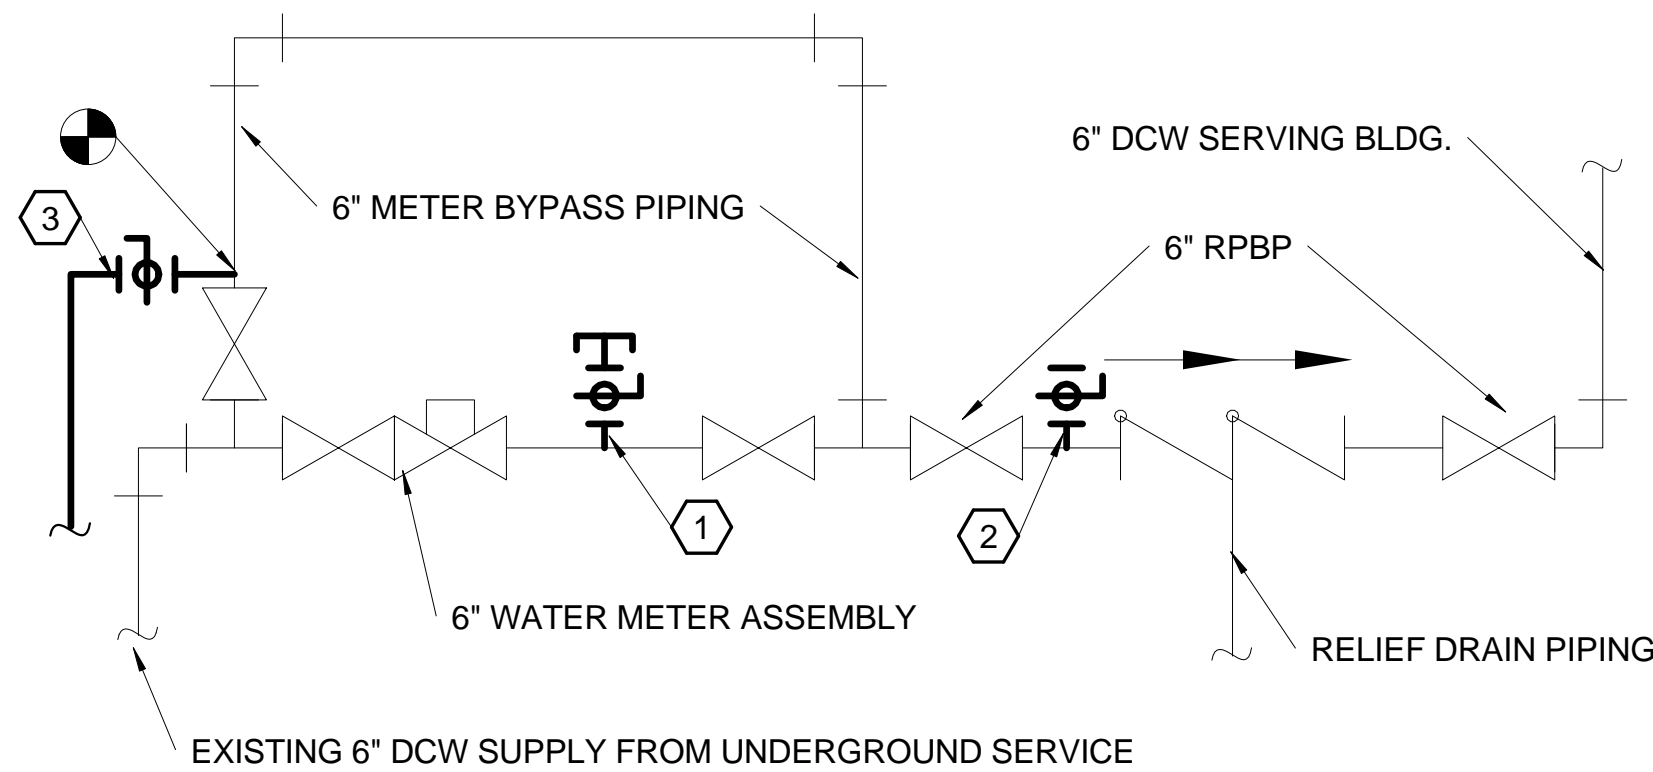 6" DCW SERVING BLDG.
3
6" METER BYPASS PIPING
6" RPBP
1
2
6" WATER METER ASSEMBLY
RELIEF DRAIN PIPING
EXISTING 6" DCW SUPPLY FROM UNDERGROUND SERVICE